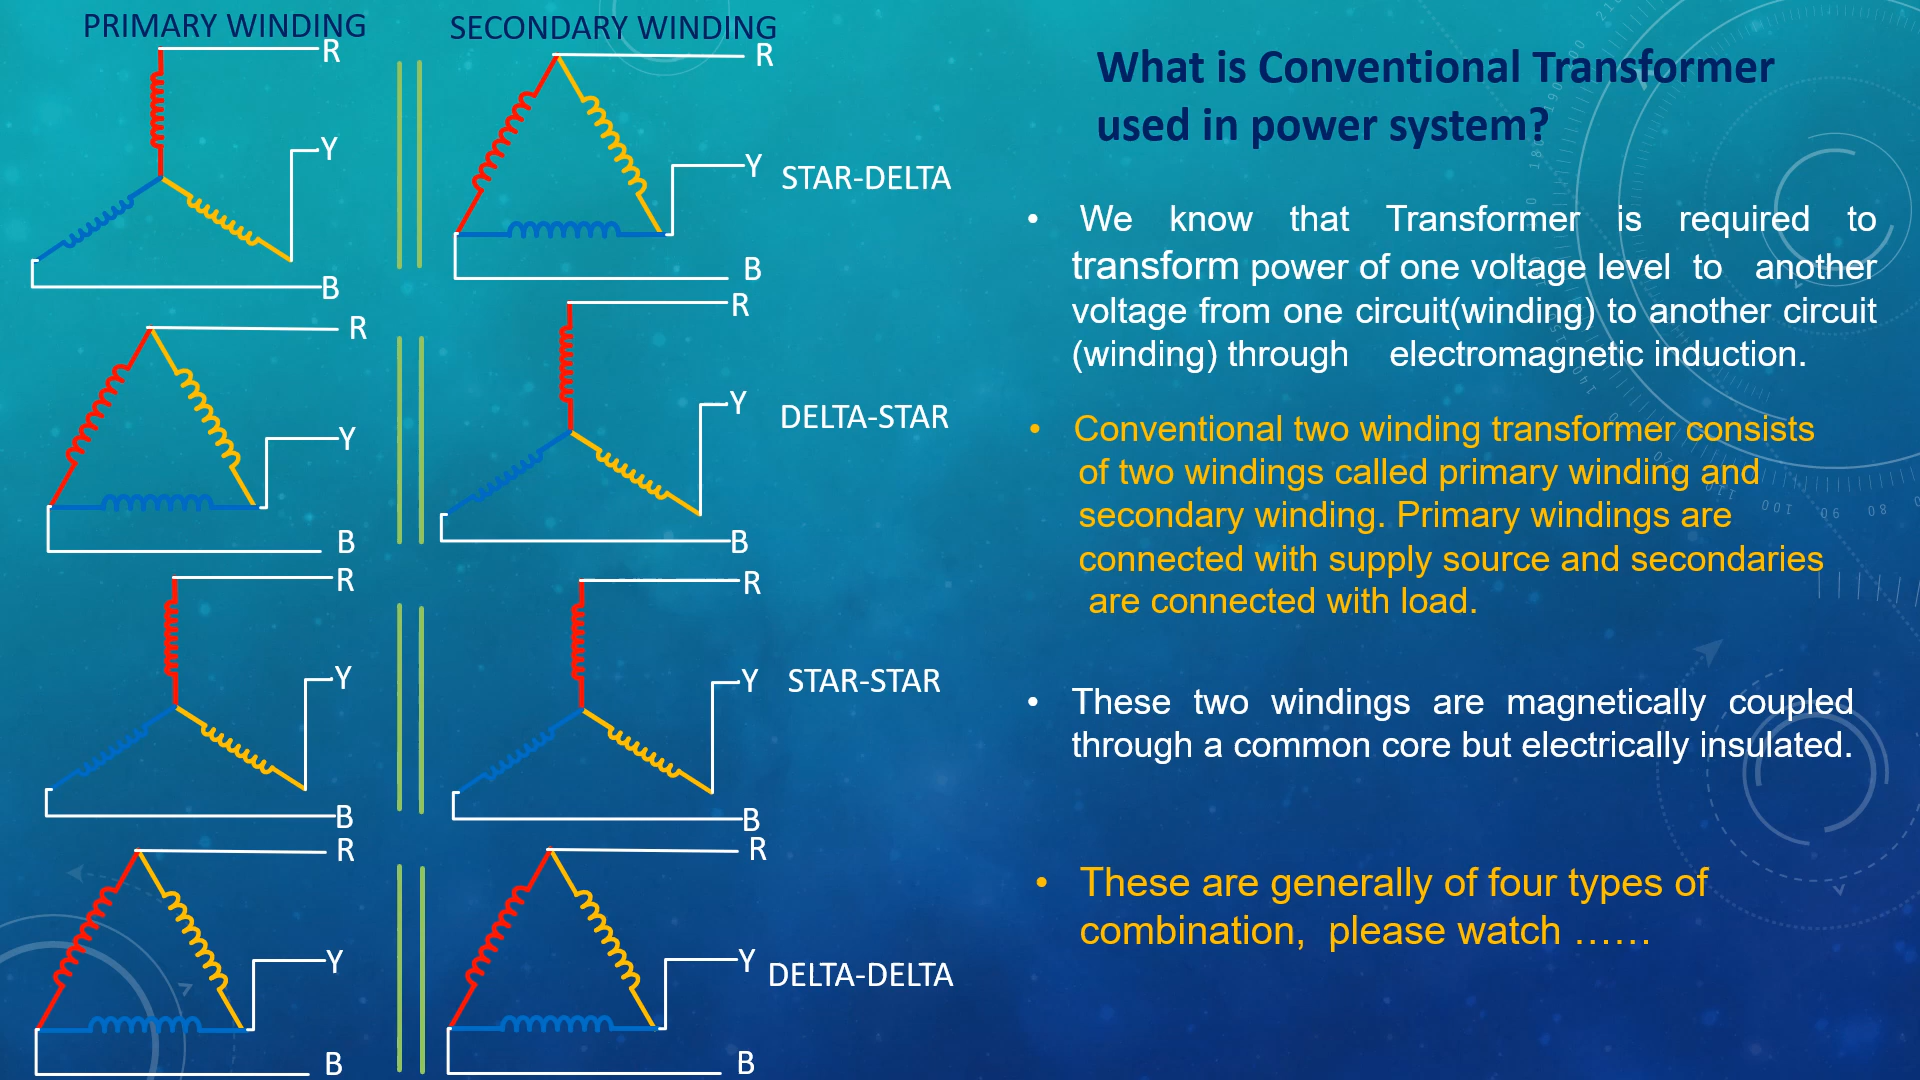 PRIMARY WINDING
SECONDARY WINDING
R
Y
B
R
Y
B
STAR-DELTA
R
Y
B
R
Y
B
DELTA-STAR
R
Y
B
R
Y
B
STAR-STAR
R
Y
B
R
Y
B
DELTA-DELTA
What is Conventional Transformer
used in power system?
• We know that Transformer is required to
transform power of one voltage level to another
voltage from one circuit(winding) to another circuit
(winding) through electromagnetic induction.
• Conventional two winding transformer consists
of two windings called primary winding and
secondary winding. Primary windings are
connected with supply source and secondaries
are connected with load.
• These two windings are magnetically coupled
through a common core but electrically insulated.
• These are generally of four types of
combination, please watch ......